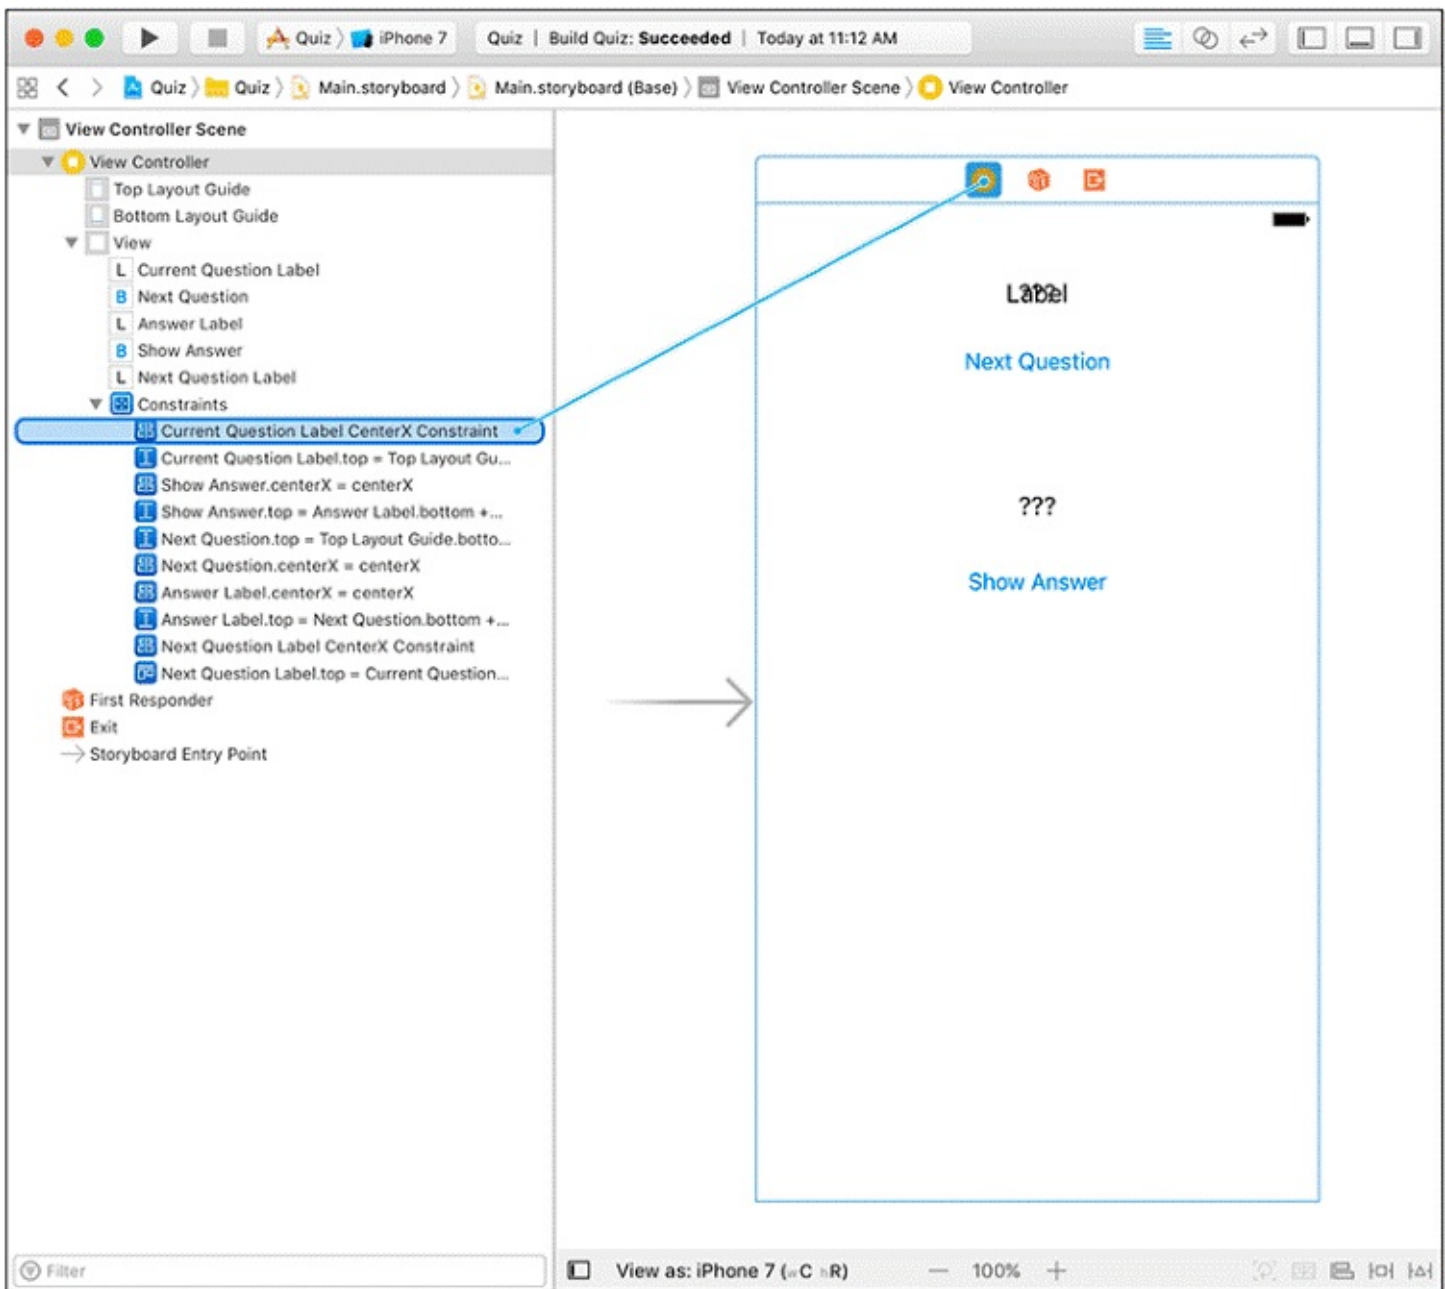 Quiz iPhone 7 Quiz | Build Quiz: Succeeded | Today at 11:12 AM
Quiz Quiz Main.storyboard Main.storyboard (Base) View Controller Scene View Controller
View Controller Scene
View Controller
Top Layout Guide
Bottom Layout Guide
View
L Current Question Label
B Next Question
L Answer Label
B Show Answer
L Next Question Label
Constraints
Current Question Label CenterX Constraint
Current Question Label.top = Top Layout Gu...
Show Answer.centerX = centerX
Show Answer.top = Answer Label.bottom +...
Next Question.top = Top Layout Guide.botto...
Next Question.centerX = centerX
Answer Label.centerX = centerX
Answer Label.top = Next Question.bottom +...
Next Question Label CenterX Constraint
Next Question Label.top = Current Question...
First Responder
Exit
Storyboard Entry Point
Filter
Label
???
Next Question
???
Show Answer
View as: iPhone 7 (wC hR) — 100% +